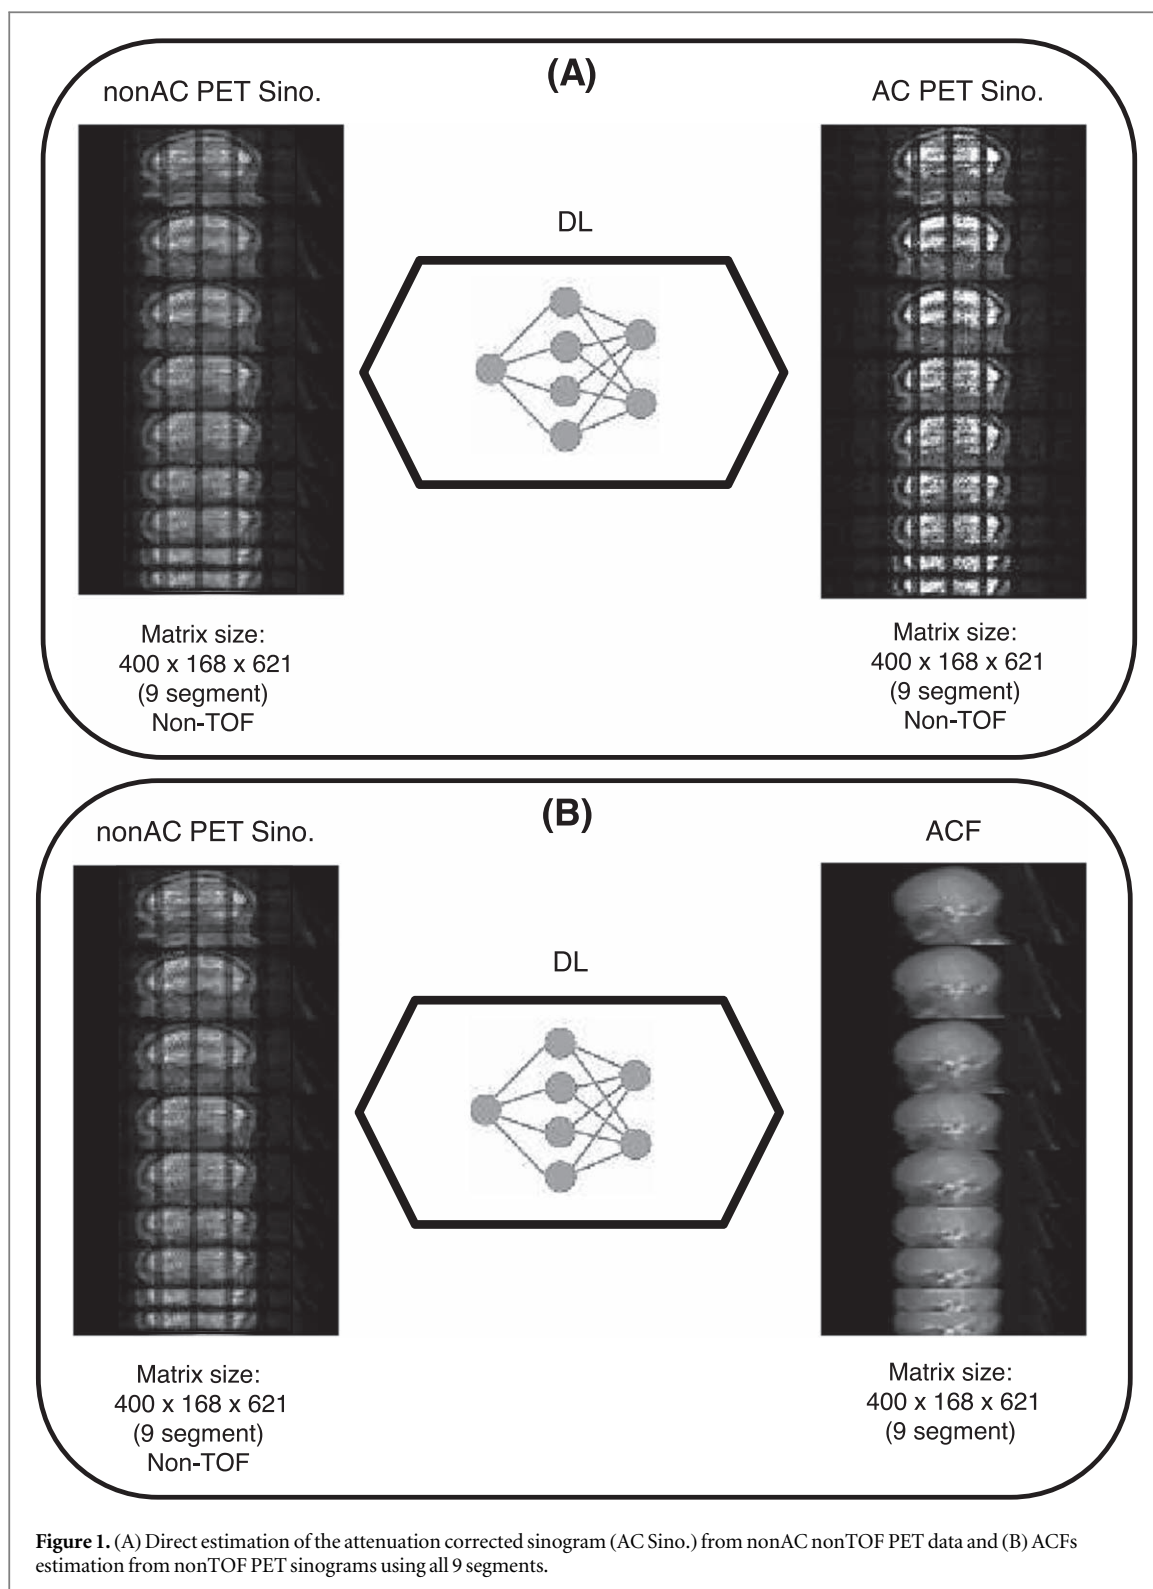 (A)
nonAC PET Sino.
AC PET Sino.
DL
Matrix size:
400 x 168 x 621
(9 segment)
Non-TOF
Matrix size:
400 x 168 x 621
(9 segment)
Non-TOF
(B)
nonAC PET Sino.
ACF
DL
Matrix size:
400 x 168 x 621
(9 segment)
Non-TOF
Matrix size:
400 x 168 x 621
(9 segment)
Figure 1. (A) Direct estimation of the attenuation corrected sinogram (AC Sino.) from nonAC nonTOF PET data and (B) ACFs
estimation from nonTOF PET sinograms using all 9 segments.